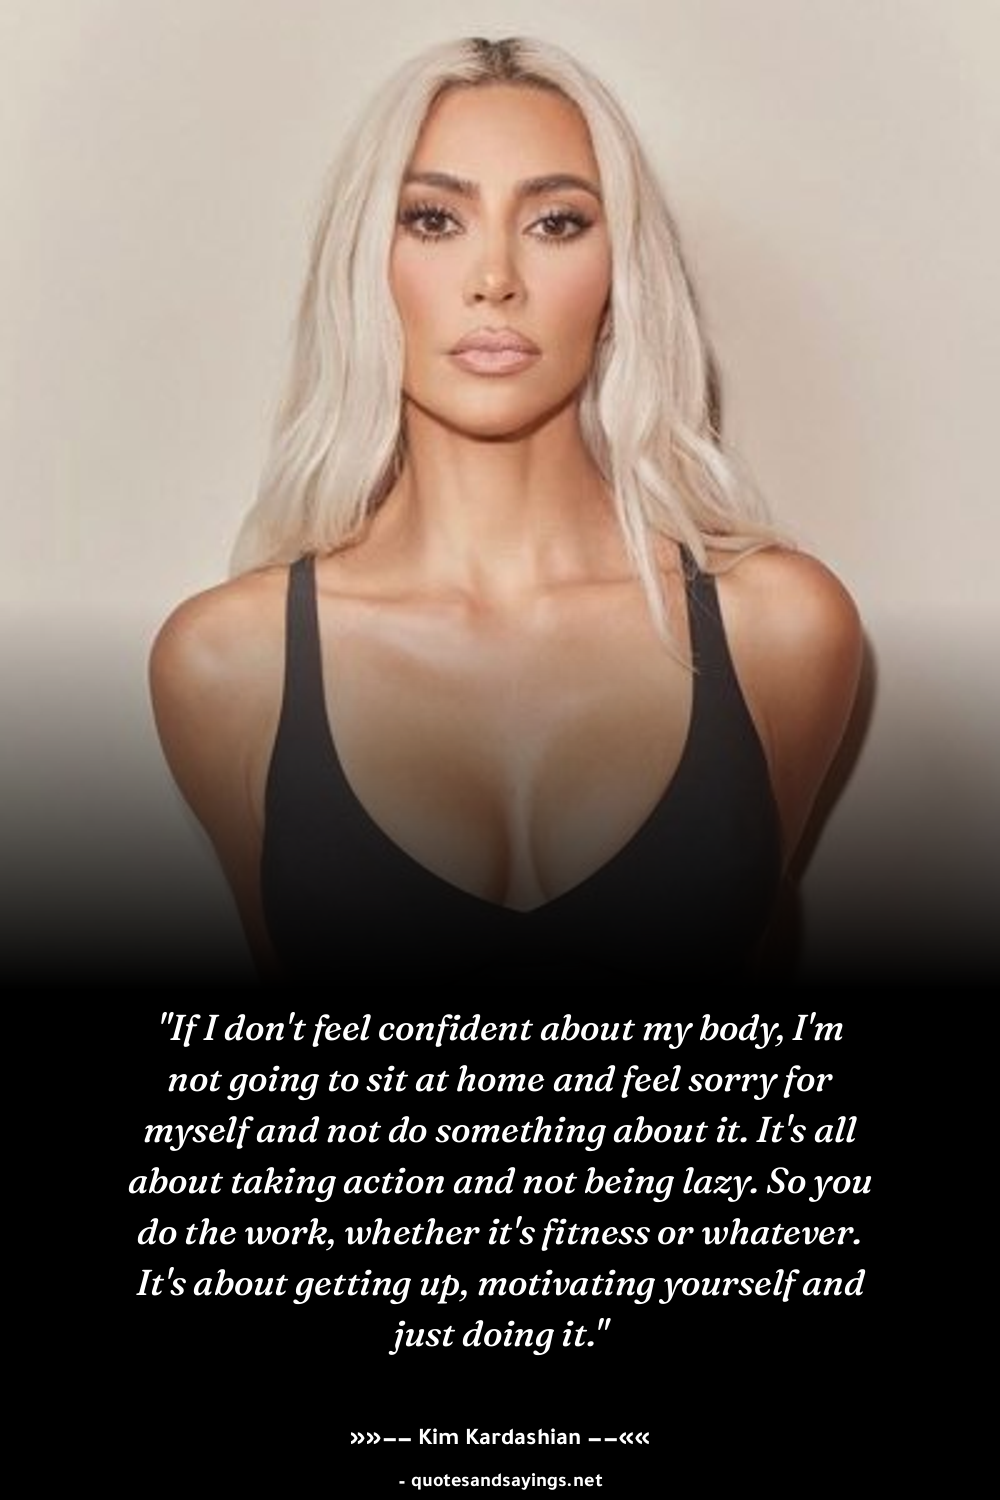 "If I don't feel confident about my body, I'm
not going to sit at home and feel sorry for
myself and not do something about it. It's all
about taking action and not being lazy. So you
do the work, whether it's fitness or whatever.
It's about getting up, motivating yourself and
just doing it."
»»−− Kim Kardashian −−««
- quotesandsayings.net